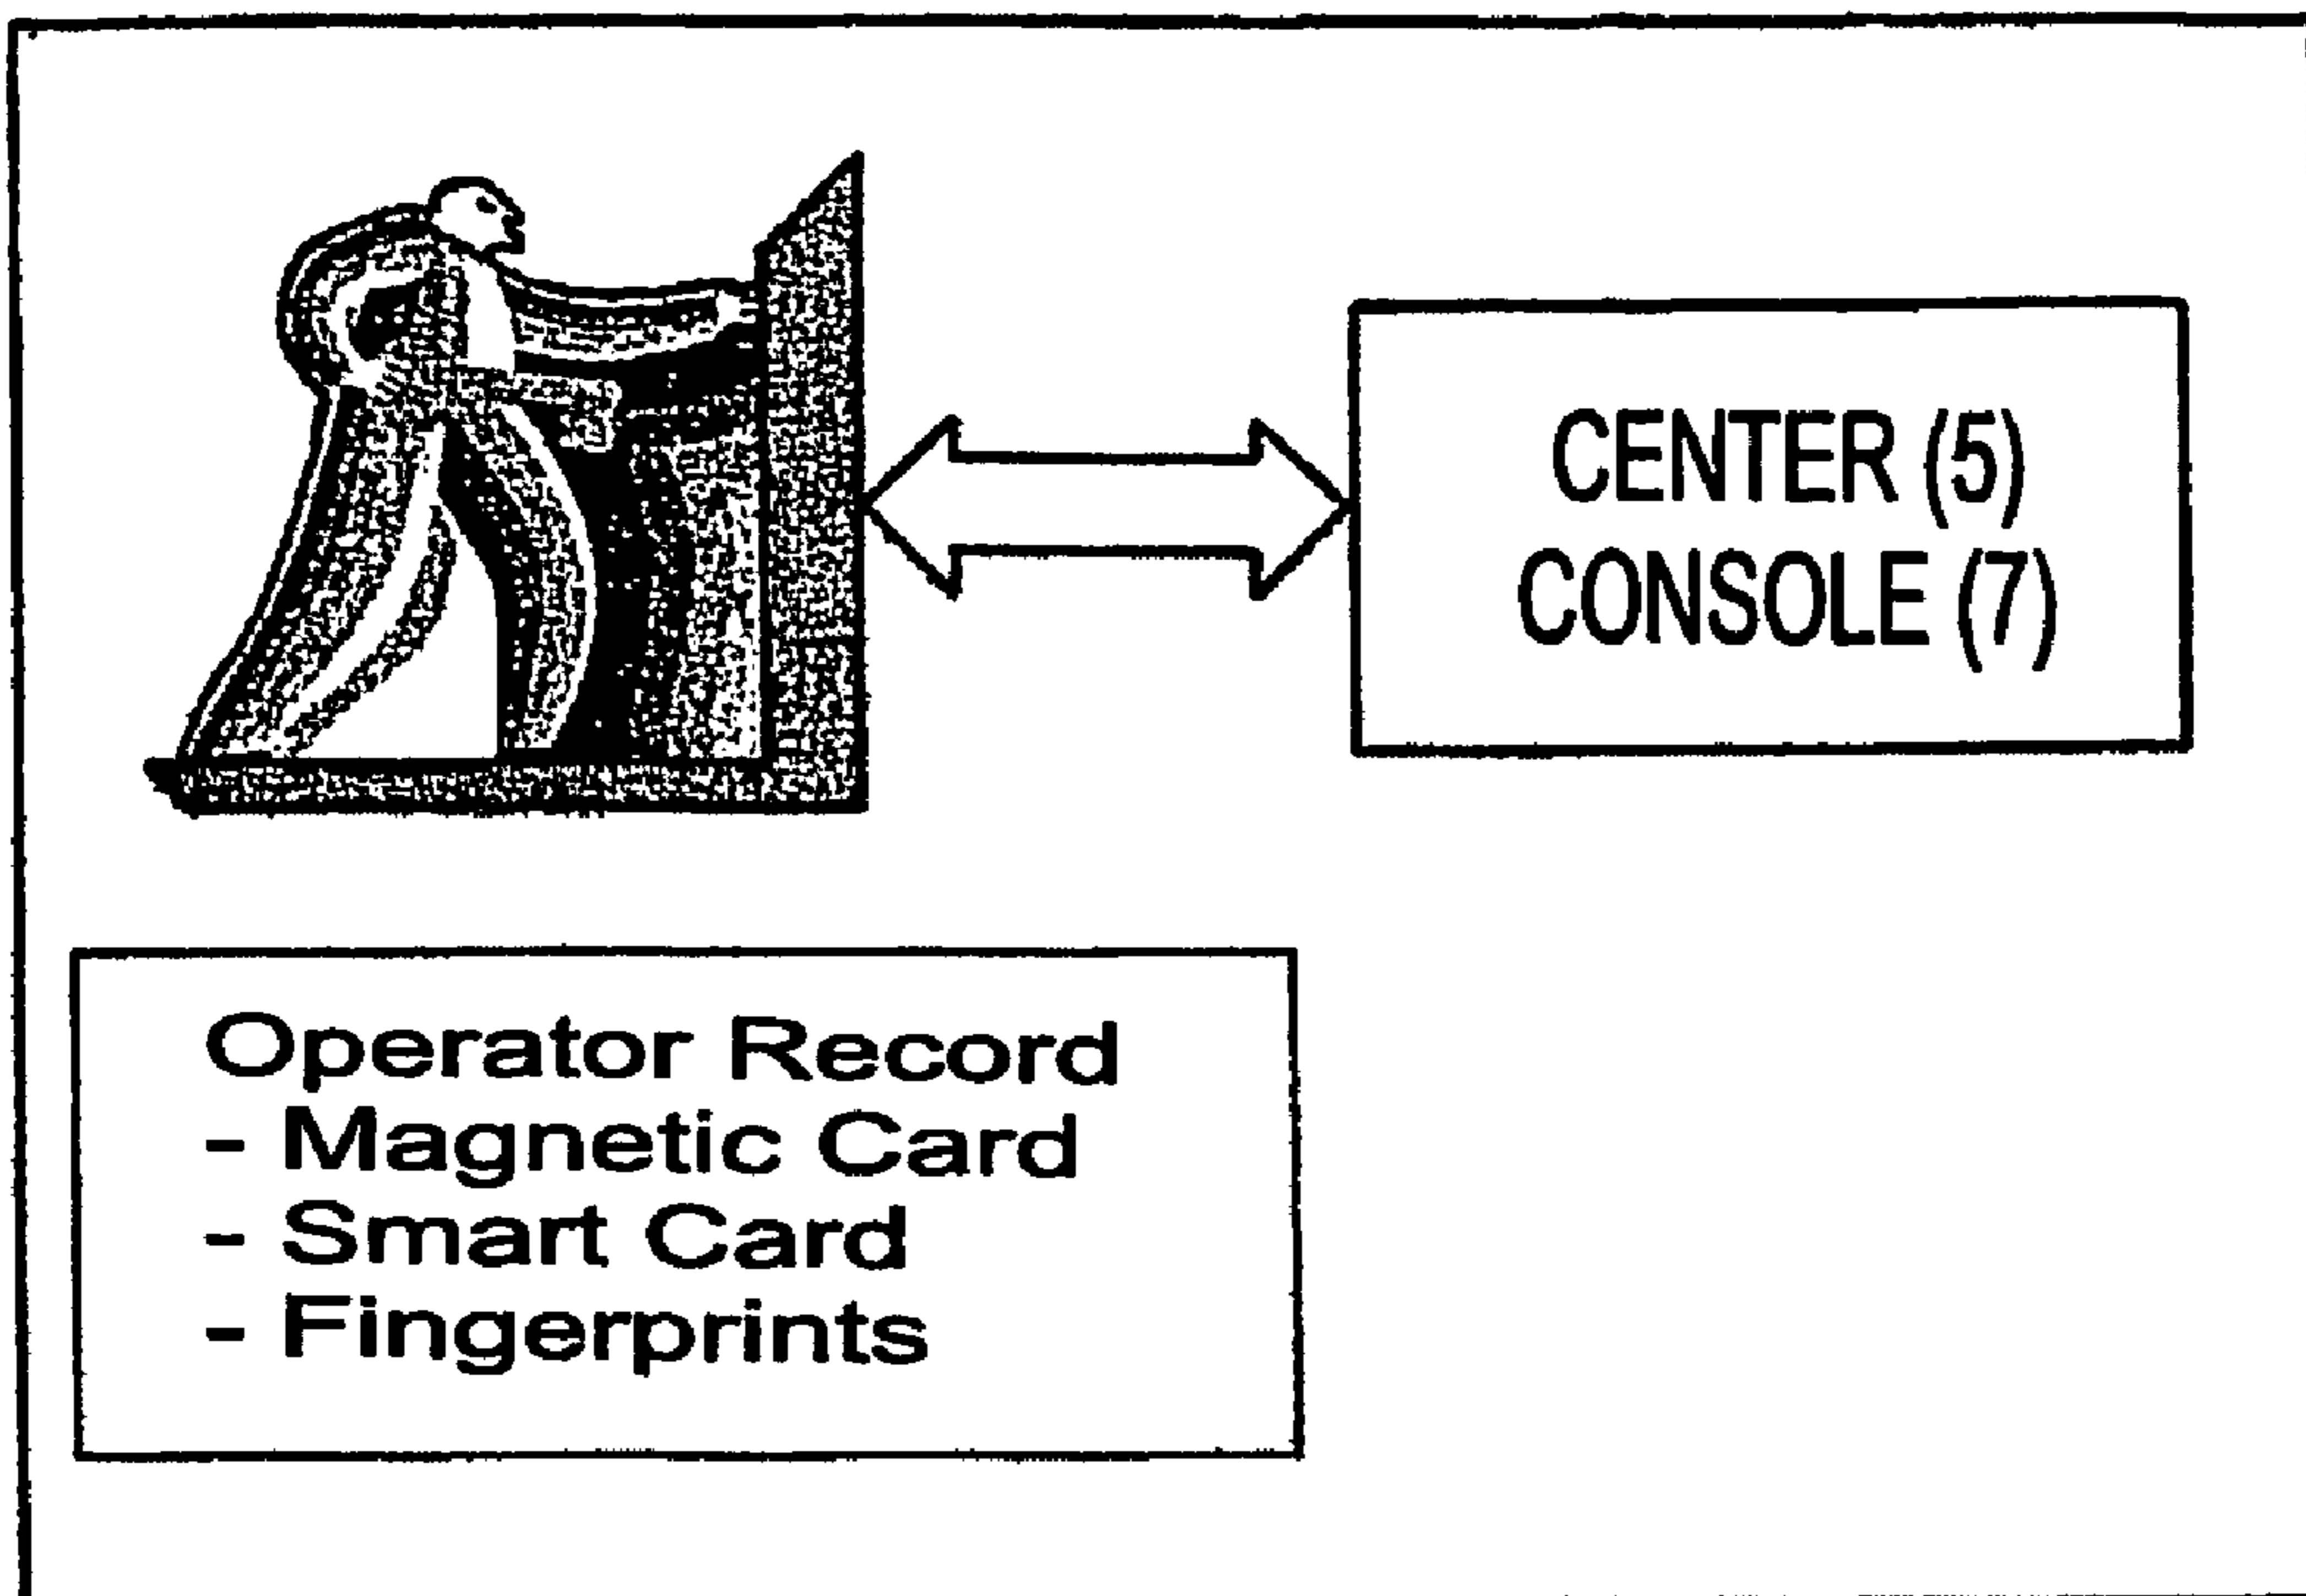 CENTER (5)
CONSOLE (7)
Operator Record
- Magnetic Card
- Smart Card
- Fingerprints